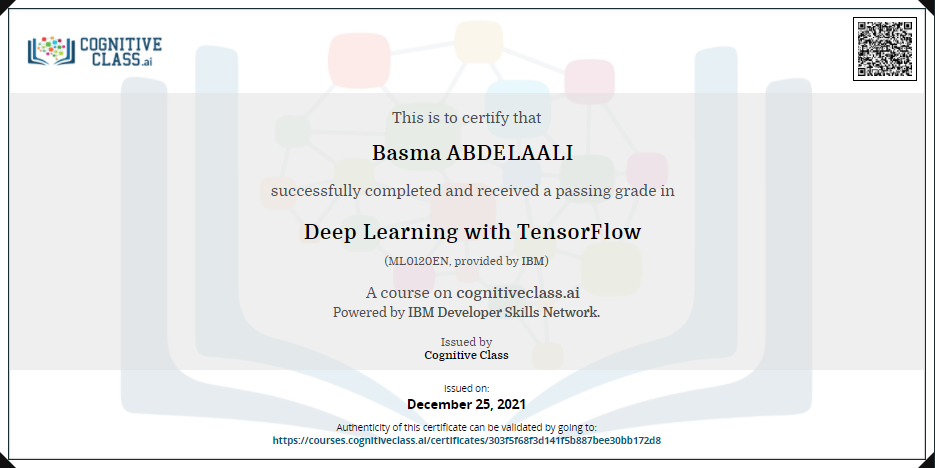 COGNITIVE
CLASS.ai
This is to certify that
Basma ABDELAALI
successfully completed and received a passing grade in
Deep Learning with TensorFlow
(ML0120EN, provided by IBM)
A course on cognitiveclass.ai
Powered by IBM Developer Skills Network.
Issued by
Cognitive Class
Issued on:
December 25, 2021
Authenticity of this certificate can be validated by going to:
https://courses.cognitiveclass.ai/certificates/303f5f68f3d141f5b887bee30bb172d8